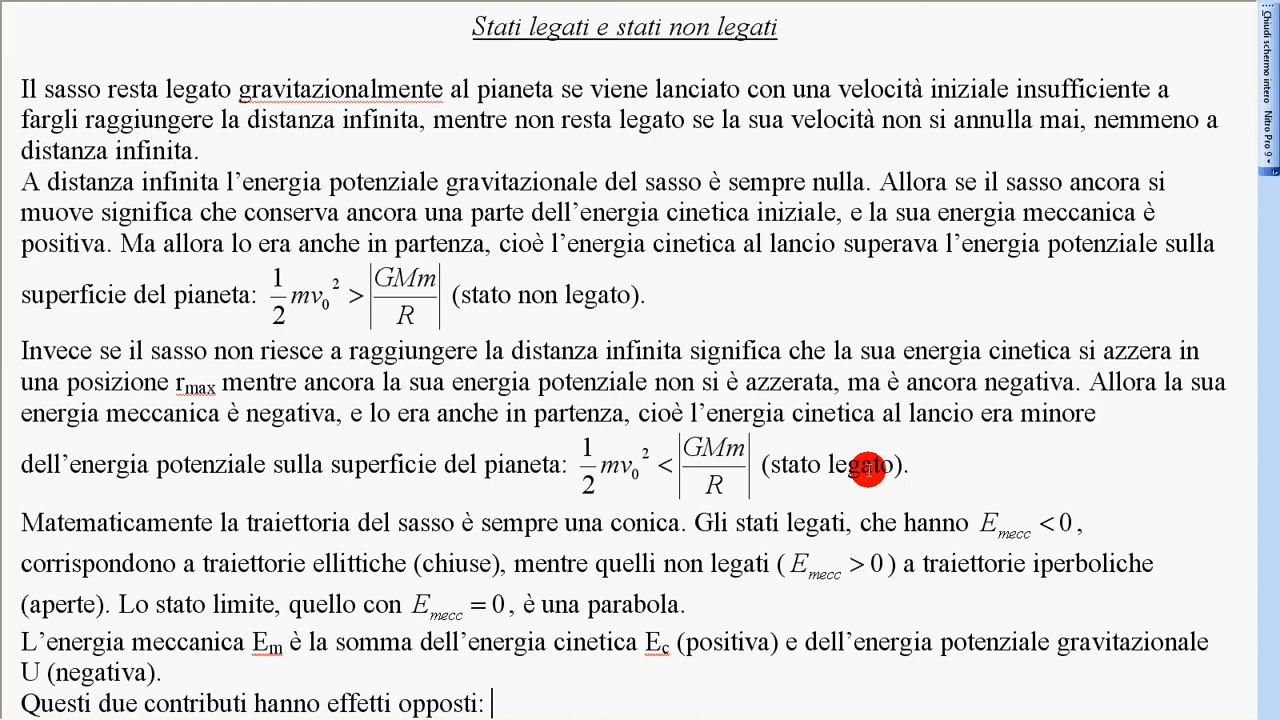 Stati legati e stati non legati
Il sasso resta legato gravitazionalmente al pianeta se viene lanciato con una velocità iniziale insufficiente a
fargli raggiungere la distanza infinita, mentre non resta legato se la sua velocità non si annulla mai, nemmeno a
distanza infinita.
A distanza infinita l’energia potenziale gravitazionale del sasso è sempre nulla. Allora se il sasso ancora si
muove significa che conserva ancora una parte dell’energia cinetica iniziale, e la sua energia meccanica è
positiva. Ma allora lo era anche in partenza, cioè l’energia cinetica al lancio superava l’energia potenziale sulla
superficie del pianeta: 1/2 mv₀² > |GMm/R| (stato non legato).
Invece se il sasso non riesce a raggiungere la distanza infinita significa che la sua energia cinetica si azzera in
una posizione rmax mentre ancora la sua energia potenziale non si è azzerata, ma è ancora negativa. Allora la sua
energia meccanica è negativa, e lo era anche in partenza, cioè l’energia cinetica al lancio era minore
dell’energia potenziale sulla superficie del pianeta: 1/2 mv₀² < |GMm/R| (stato legato).
Matematicamente la traiettoria del sasso è sempre una conica. Gli stati legati, che hanno Emecc < 0,
corrispondono a traiettorie ellittiche (chiuse), mentre quelli non legati (Emecc > 0) a traiettorie iperboliche
(aperte). Lo stato limite, quello con Emecc = 0, è una parabola.
L’energia meccanica Em è la somma dell’energia cinetica Ec (positiva) e dell’energia potenziale gravitazionale
U (negativa).
Questi due contributi hanno effetti opposti:
Chiudi schermo intero Nitro Pro 9